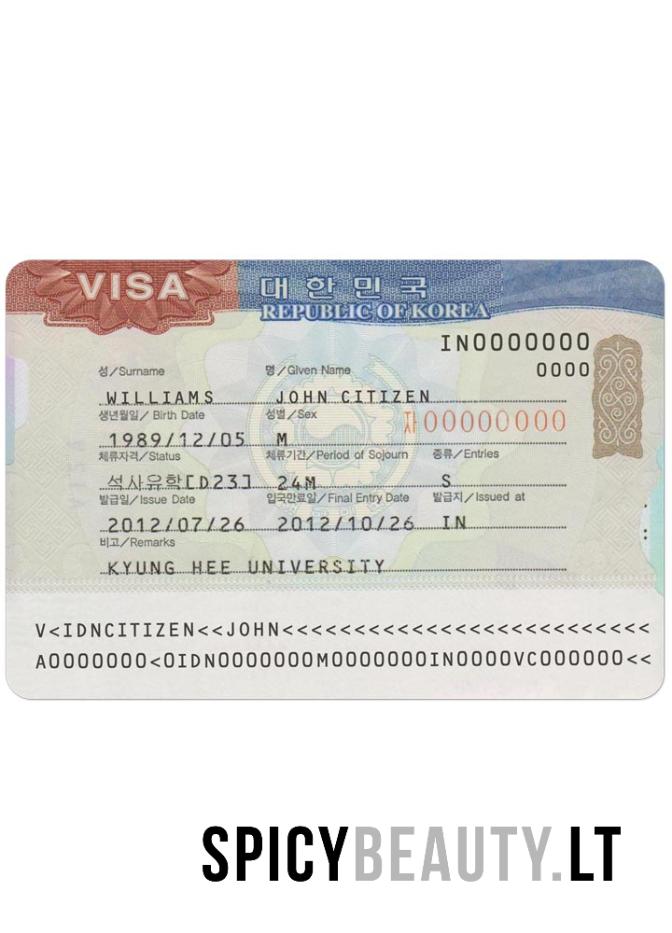 VISA 대한민국
REPUBLIC OF KOREA
IN0000000
0000
성/Surname 명/Given Name
WILLIAMS JOHN CITIZEN
생년월일/Birth Date 성별/Sex 자00000000
1989/12/05 M
체류자격/Status 체류기간/Period of Sojourn 종류/Entries
석사유학[D23] 24M S
발급일/Issue Date 입국만료일/Final Entry Date 발급지/Issued at
2012/07/26 2012/10/26 IN
비고/Remarks
KYUNG HEE UNIVERSITY
V<IDNCITIZEN<<JOHN<<<<<<<<<<<<<<<<<<<<<<<<<<
A0000000<0IDN0000000M0000000IN0000VC000000<<
SPICYBEAUTY.LT